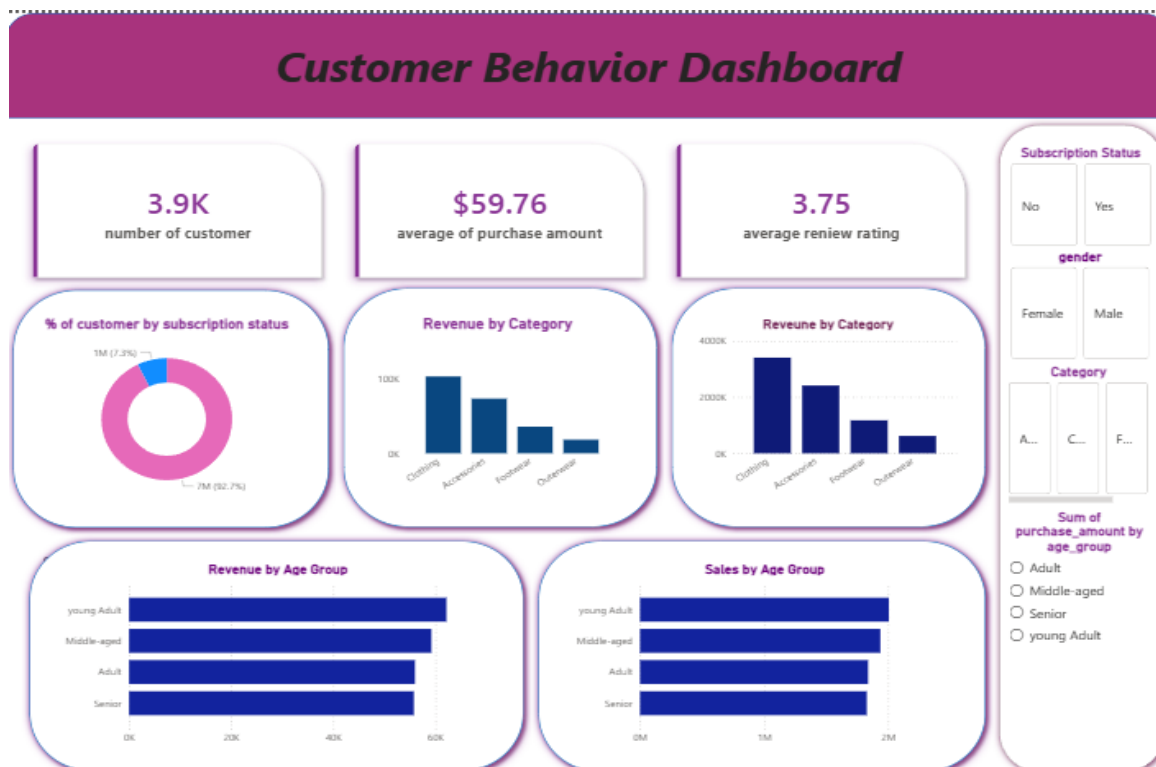 Customer Behavior Dashboard
3.9K
number of customer
$59.76
average of purchase amount
3.75
average reniew rating
Subscription Status
No
Yes
gender
Female
Male
Category
A...
C...
F...
Sum of
purchase_amount by
age_group
Adult
Middle-aged
Senior
young Adult
% of customer by subscription status
1M (7.3%)
7M (92.7%)
Revenue by Category
100K
0K
Clothing
Accessories
Footwear
Outerwear
Reveune by Category
4000K
2000K
0K
Clothing
Accessories
Footwear
Outerwear
Revenue by Age Group
young Adult
Middle-aged
Adult
Senior
0K
20K
40K
60K
Sales by Age Group
young Adult
Middle-aged
Adult
Senior
0M
1M
2M